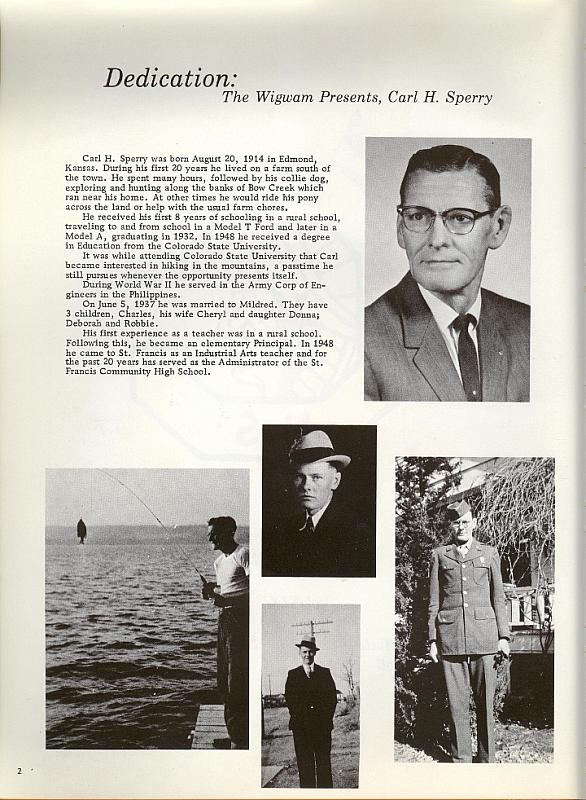 Dedication:
The Wigwam Presents, Carl H. Sperry
Carl H. Sperry was born August 20, 1914 in Edmond,
Kansas. During his first 20 years he lived on a farm south of
the town. He spent many hours, followed by his collie dog,
exploring and hunting along the banks of Bow Creek which
ran near his home. At other times he would ride his pony
across the land or help with the usual farm chores.
He received his first 8 years of schooling in a rural school,
traveling to and from school in a Model T Ford and later in a
Model A, graduating in 1932. In 1948 he received a degree
in Education from the Colorado State University.
It was while attending Colorado State University that Carl
became interested in hiking in the mountains, a passtime he
still pursues whenever the opportunity presents itself.
During World War II he served in the Army Corp of En-
gineers in the Philippines.
On June 5, 1937 he was married to Mildred. They have
3 children, Charles, his wife Cheryl and daughter Donna;
Deborah and Robbie.
His first experience as a teacher was in a rural school.
Following this, he became an elementary Principal. In 1948
he came to St. Francis as an Industrial Arts teacher and for
the past 20 years has served as the Administrator of the St.
Francis Community High School.
2